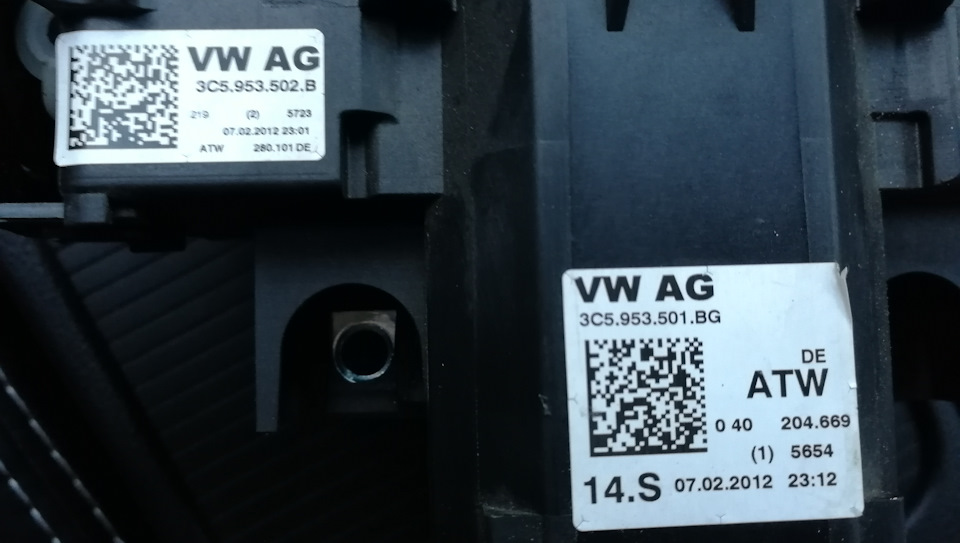 VW AG
3C5.953.502.B
219 (2) 5723
07.02.2012 23:01
ATW 280.101 DE
VW AG
3C5.953.501.BG
DE
ATW
0 40 204.669
(1) 5654
14.S 07.02.2012 23:12